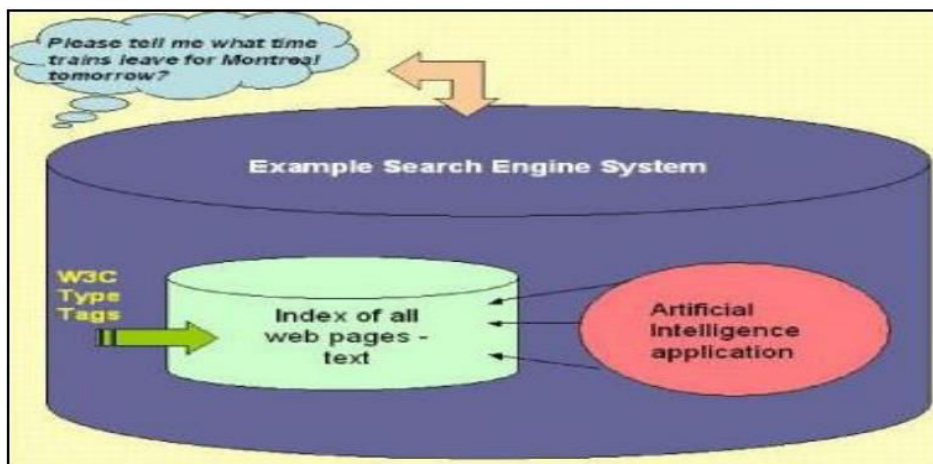 Please tell me what time
trains leave for Montreal
tomorrow?
Example Search Engine System
W3C
Type
Tags
Index of all
web pages -
text
Artificial
Intelligence
application